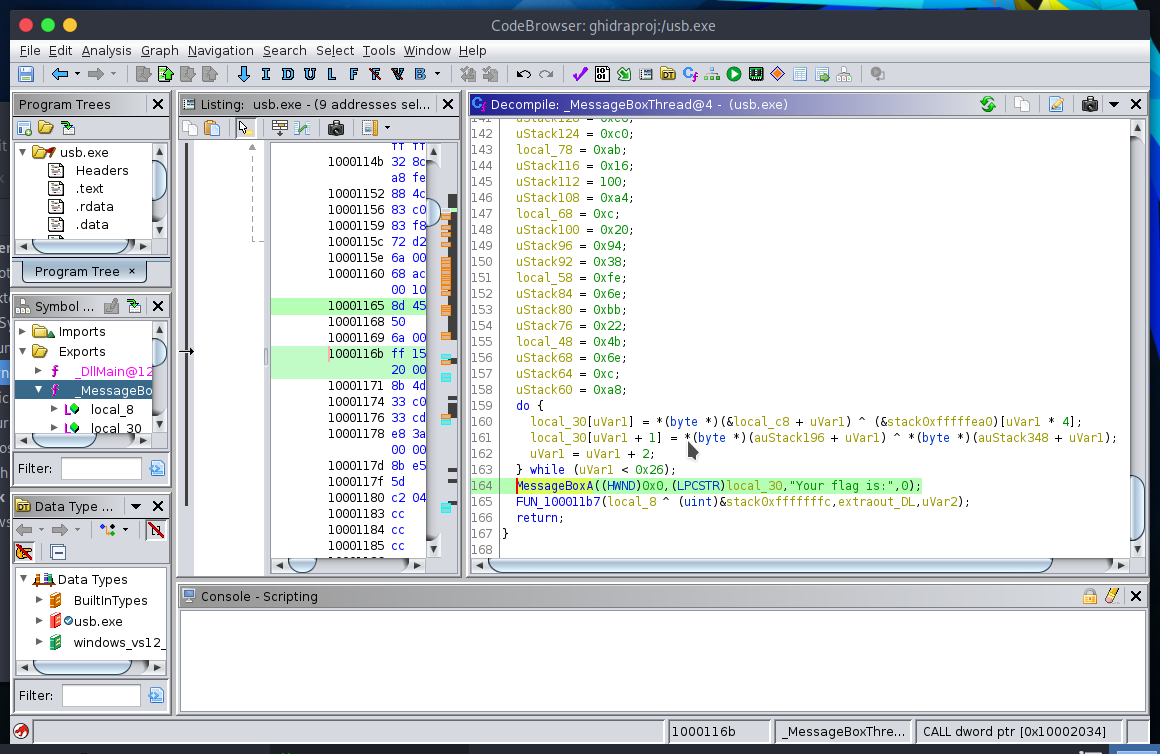 CodeBrowser: ghidraproj:/usb.exe
File Edit Analysis Graph Navigation Search Select Tools Window Help
I D U L F B
Program Trees
usb.exe
Headers
.text
.rdata
.data
Program Tree ×
Symbol ...
Imports
Exports
f _DllMain@12
f _MessageBo
local_8
local_30
Filter:
Data Type ...
Data Types
BuiltInTypes
usb.exe
windows_vs12_
Filter:
Listing: usb.exe - (9 addresses sel...
ff ff
1000114b 32 8c
a8 fe
10001152 88 4c
10001156 83 c0
10001159 83 f8
1000115c 72 d2
1000115e 6a 00
10001160 68 ac
00 10
10001165 8d 45
10001168 50
10001169 6a 00
1000116b ff 15
20 00
10001171 8b 4d
10001174 33 c0
10001176 33 cd
10001178 e8 3a
00 00
1000117d 8b e5
1000117f 5d
10001180 c2 04
10001183 cc
10001184 cc
10001185 cc
Decompile: _MessageBoxThread@4 - (usb.exe)
142 uStack124 = 0xc0;
143 local_78 = 0xab;
144 uStack116 = 0x16;
145 uStack112 = 100;
146 uStack108 = 0xa4;
147 local_68 = 0xc;
148 uStack100 = 0x20;
149 uStack96 = 0x94;
150 uStack92 = 0x38;
151 local_58 = 0xfe;
152 uStack84 = 0x6e;
153 uStack80 = 0xbb;
154 uStack76 = 0x22;
155 local_48 = 0x4b;
156 uStack68 = 0x6e;
157 uStack64 = 0xc;
158 uStack60 = 0xa8;
159 do {
160 local_30[uVar1] = *(byte *)(&local_c8 + uVar1) ^ (&stack0xfffffea0)[uVar1 * 4];
161 local_30[uVar1 + 1] = *(byte *)(auStack196 + uVar1) ^ *(byte *)(auStack348 + uVar1);
162 uVar1 = uVar1 + 2;
163 } while (uVar1 < 0x26);
164 MessageBoxA((HWND)0x0,(LPCSTR)local_30,"Your flag is:",0);
165 FUN_100011b7(local_8 ^ (uint)&stack0xfffffffc,extraout_DL,uVar2);
166 return;
167 }
168
Console - Scripting
1000116b
_MessageBoxThre...
CALL dword ptr [0x10002034]